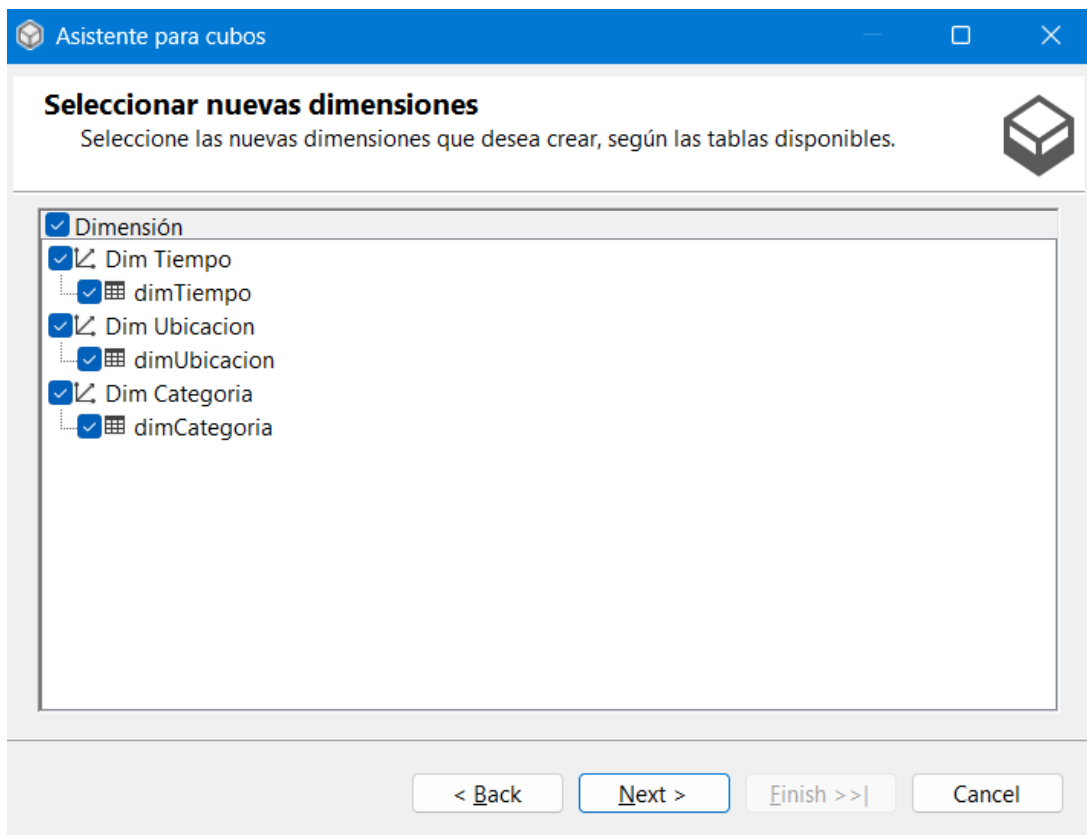 Asistente para cubos
Seleccionar nuevas dimensiones
Seleccione las nuevas dimensiones que desea crear, según las tablas disponibles.
Dimensión
Dim Tiempo
dimTiempo
Dim Ubicacion
dimUbicacion
Dim Categoria
dimCategoria
< Back Next > Finish >>| Cancel